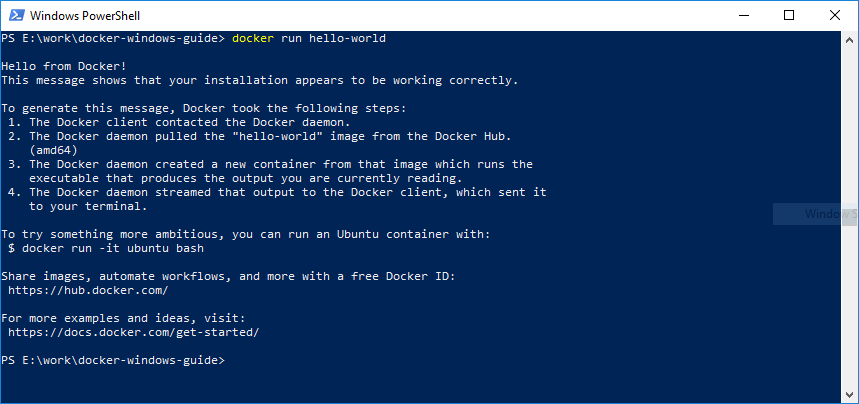 Windows PowerShell
PS E:\work\docker-windows-guide> docker run hello-world
Hello from Docker!
This message shows that your installation appears to be working correctly.
To generate this message, Docker took the following steps:
1. The Docker client contacted the Docker daemon.
2. The Docker daemon pulled the "hello-world" image from the Docker Hub.
(amd64)
3. The Docker daemon created a new container from that image which runs the
executable that produces the output you are currently reading.
4. The Docker daemon streamed that output to the Docker client, which sent it
to your terminal.
To try something more ambitious, you can run an Ubuntu container with:
$ docker run -it ubuntu bash
Share images, automate workflows, and more with a free Docker ID:
https://hub.docker.com/
For more examples and ideas, visit:
https://docs.docker.com/get-started/
PS E:\work\docker-windows-guide>
Window